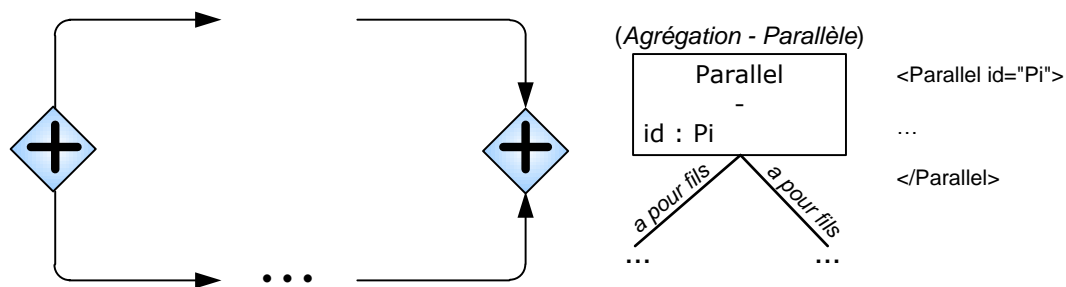 (Agrégation - Parallèle)
Parallel
-
id : Pi
a pour fils
a pour fils
...
...
...
<Parallel id="Pi">
...
</Parallel>